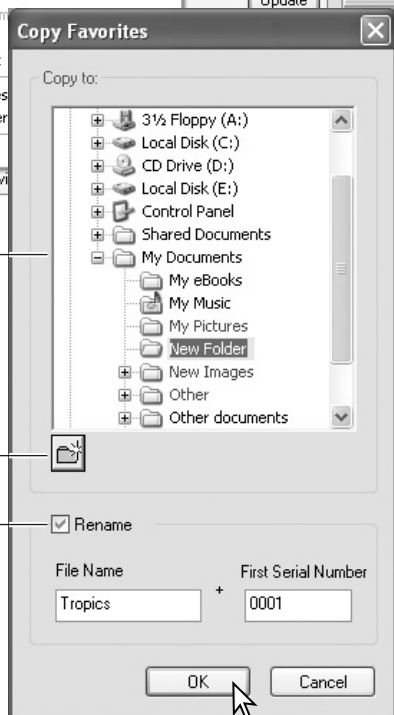 Update
Copy Favorites
Copy to:
3½ Floppy (A:)
Local Disk (C:)
CD Drive (D:)
Local Disk (E:)
Control Panel
Shared Documents
My Documents
My eBooks
My Music
My Pictures
New Folder
New Images
Other
Other documents
Rename
File Name
First Serial Number
Tropics
+
0001
OK
Cancel